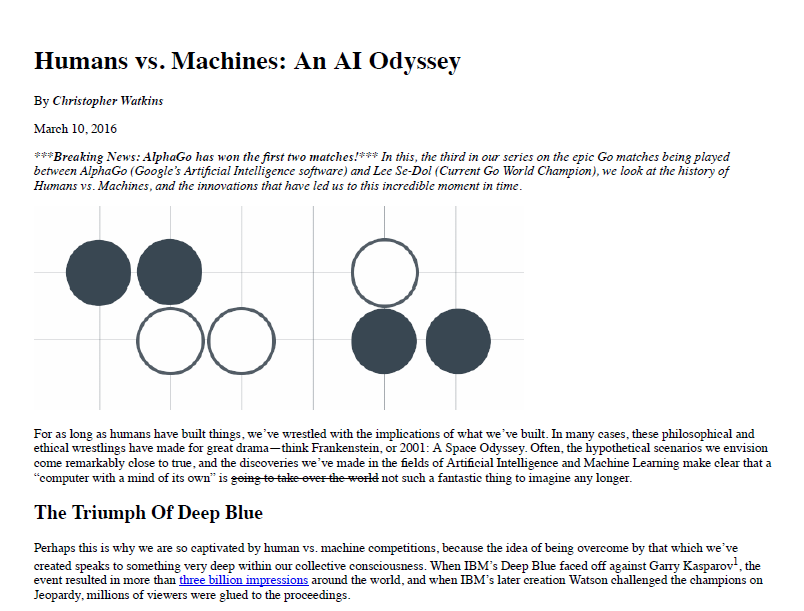 Humans vs. Machines: An AI Odyssey
By Christopher Watkins
March 10, 2016
***Breaking News: AlphaGo has won the first two matches!*** In this, the third in our series on the epic Go matches being played
between AlphaGo (Google's Artificial Intelligence software) and Lee Se-Dol (Current Go World Champion), we look at the history of
Humans vs. Machines, and the innovations that have led us to this incredible moment in time.
For as long as humans have built things, we've wrestled with the implications of what we've built. In many cases, these philosophical and
ethical wrestlings have made for great drama—think Frankenstein, or 2001: A Space Odyssey. Often, the hypothetical scenarios we envision
come remarkably close to true, and the discoveries we've made in the fields of Artificial Intelligence and Machine Learning make clear that a
“computer with a mind of its own” is going to take over the world not such a fantastic thing to imagine any longer.
The Triumph Of Deep Blue
Perhaps this is why we are so captivated by human vs. machine competitions, because the idea of being overcome by that which we've
created speaks to something very deep within our collective consciousness. When IBM's Deep Blue faced off against Garry Kasparov1, the
event resulted in more than three billion impressions around the world, and when IBM's later creation Watson challenged the champions on
Jeopardy, millions of viewers were glued to the proceedings.